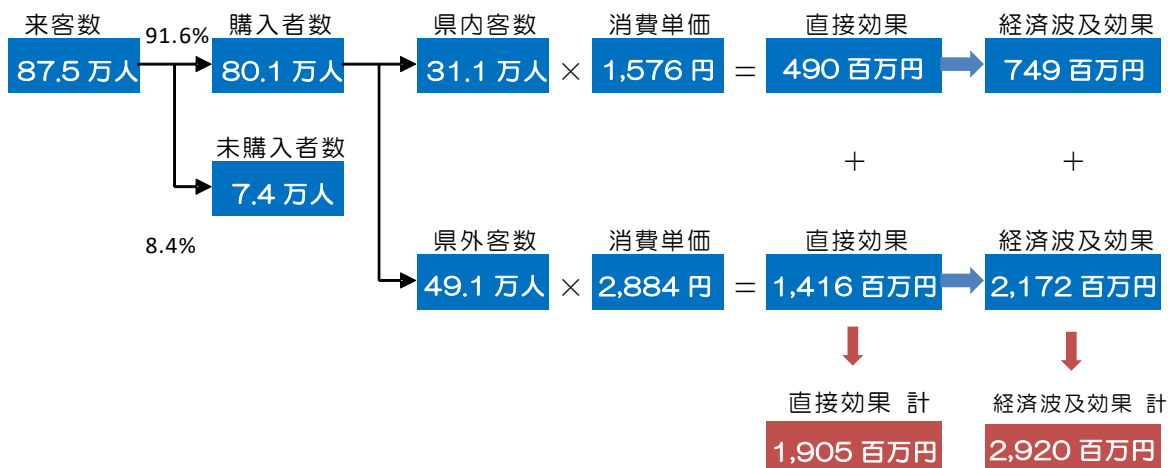 来客数
87.5 万人
91.6%
購入者数
80.1 万人
県内客数
31.1 万人
×
消費単価
1,576 円
=
直接効果
490 百万円
経済波及効果
749 百万円
未購入者数
7.4 万人
8.4%
+
+
県外客数
49.1 万人
×
消費単価
2,884 円
=
直接効果
1,416 百万円
経済波及効果
2,172 百万円
直接効果 計
1,905 百万円
経済波及効果 計
2,920 百万円